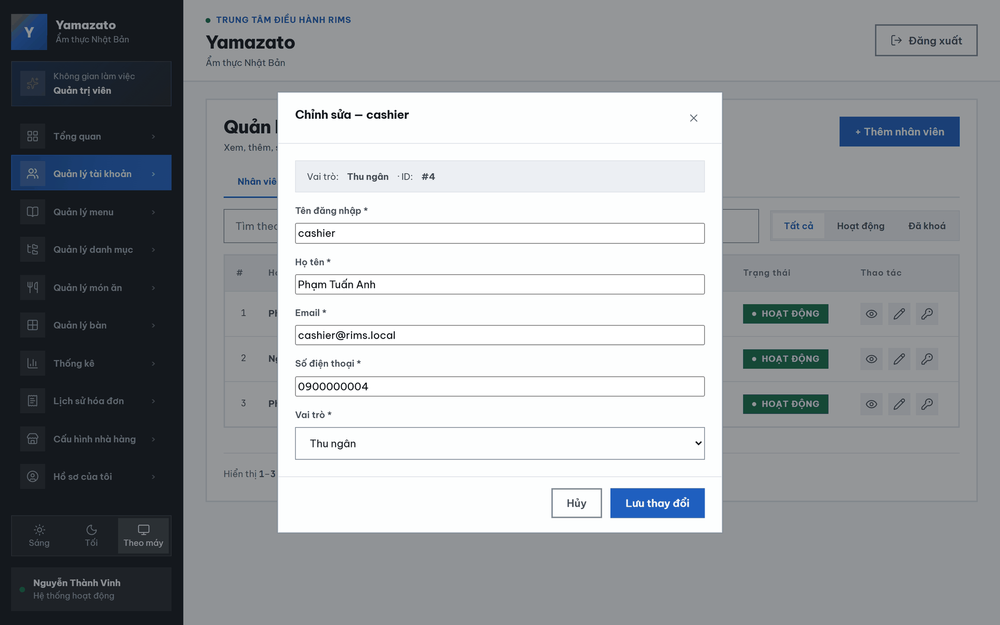 Y
Yamazato
Ẩm thực Nhật Bản
Không gian làm việc
Quản trị viên
Tổng quan
Quản lý tài khoản
Quản lý menu
Quản lý danh mục
Quản lý món ăn
Quản lý bàn
Thống kê
Lịch sử hóa đơn
Cấu hình nhà hàng
Hồ sơ của tôi
Sáng
Tối
Theo máy
Nguyễn Thành Vinh
Hệ thống hoạt động
TRUNG TÂM ĐIỀU HÀNH RIMS
Yamazato
Ẩm thực Nhật Bản
Đăng xuất
Quản
Xem, thêm,
+ Thêm nhân viên
Nhân viê
Tìm theo
Tất cả
Hoạt động
Đã khoá
#
Trạng thái
Thao tác
1
HOẠT ĐỘNG
2
HOẠT ĐỘNG
3
HOẠT ĐỘNG
Hiển thị 1–3
Chỉnh sửa — cashier
Vai trò: Thu ngân · ID: #4
Tên đăng nhập *
cashier
Họ tên *
Phạm Tuấn Anh
Email *
cashier@rims.local
Số điện thoại *
0900000004
Vai trò *
Thu ngân
Hủy
Lưu thay đổi